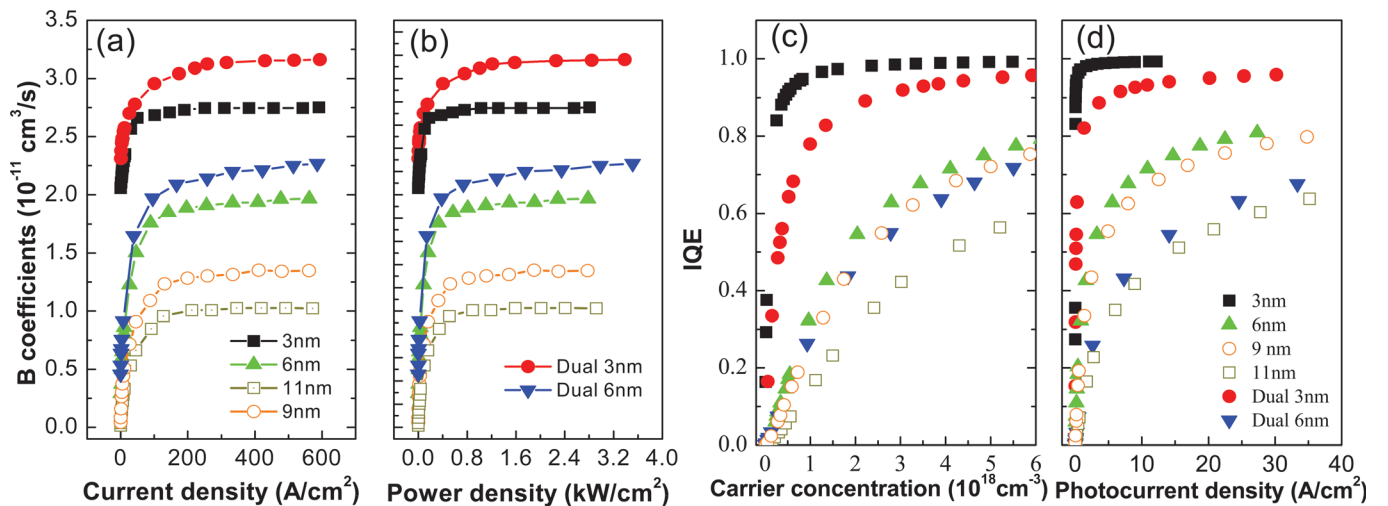 (a)
(b)
(c)
(d)
B coefficients (10⁻¹¹ cm³/s)
3.5
3.0
2.5
2.0
1.5
1.0
0.5
0.0
3nm
6nm
11nm
9nm
0 200 400 600
Current density (A/cm²)
Dual 3nm
Dual 6nm
0.0 0.8 1.6 2.4 3.2 4.0
Power density (kW/cm²)
IQE
1.0
0.8
0.6
0.4
0.2
0.0
0 1 2 3 4 5 6
Carrier concentration (10¹⁸cm⁻³)
3nm
6nm
9 nm
11nm
Dual 3nm
Dual 6nm
0 10 20 30 40
Photocurrent density (A/cm²)